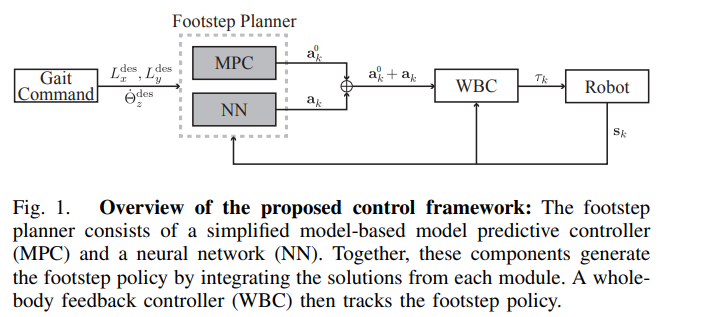 Footstep Planner
Gait
Command
L_x^des, L_y^des
Θ̇_z^des
MPC
NN
a_k^0
a_k
a_k^0 + a_k
WBC
τ_k
Robot
s_k
Fig. 1. Overview of the proposed control framework: The footstep
planner consists of a simplified model-based model predictive controller
(MPC) and a neural network (NN). Together, these components generate
the footstep policy by integrating the solutions from each module. A whole-
body feedback controller (WBC) then tracks the footstep policy.